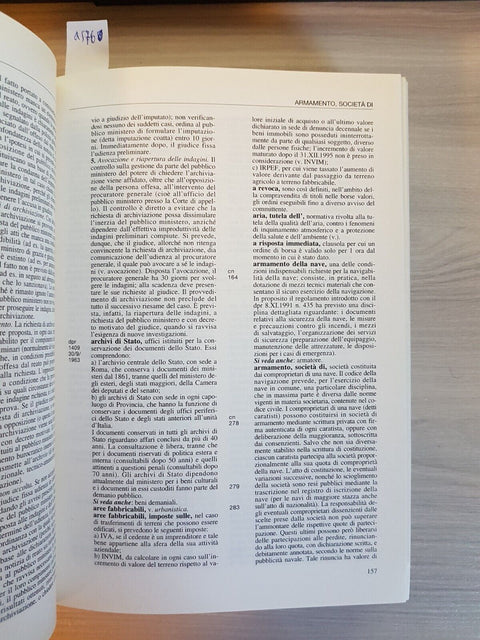 a5760
ARMAMENTO, SOCIETÀ DI
vio a giudizio dell'imputato); non verificandosi
nessuno dei suddetti casi, ordina al pubblico
ministero di formulare l'imputazione
(detta imputazione coatta) entro 10 giorni.
Immediatamente dopo, il giudice fissa
l'udienza preliminare.
5. Avocazione e riapertura delle indagini. Il
controllo sulla gestione da parte del pubblico
ministero del potere di chiedere l'archiviazione
viene affidato, oltre che all'opposizione
della persona offesa, all'intervento del
procuratore generale (cioè all'ufficio del
pubblico ministero presso la Corte di appello).
Il controllo è diretto a evitare che la
richiesta di archiviazione possa dissimulare
l'inerzia del pubblico ministero, anziché
dipendere dall'effettiva improduttività delle
indagini preliminari compiute. Si prevede,
dunque, che il giudice, allorché non ritenga
convincente la richiesta di archiviazione, dia
comunicazione dell'udienza al procuratore
generale, il quale può avocare a sé le indagini
(v. avocazione). Disposta l'avocazione, il
procuratore generale ha 30 giorni per svolgere
le indagini; alla scadenza deve presentare
le sue richieste al giudice. Il provvedimento
di archiviazione non preclude del
tutto il successivo riesame del caso. È previsto,
infatti, la riapertura delle indagini, a
richiesta del pubblico ministero e con decreto
motivato del giudice, quando si ravvisa
l'esigenza di nuove investigazioni.
dpr
1409
20/9/
1963
archivi di Stato, uffici istituiti per la conservazione
dei documenti dello Stato. Essi
comprendono:
a) l'archivio centrale dello Stato, con sede a
Roma, che conserva i documenti dei ministeri
dal 1861, tranne quelli del ministero degli
esteri, degli stati maggiori, della Camera
dei deputati e del senato;
b) gli archivi di Stato con sede in ogni capoluogo
di Provincia, che hanno la funzione di
conservare i documenti degli uffici periferici
dello Stato e degli stati anteriori all'unità
d'Italia.
I documenti conservati in tutti gli archivi di
Stato riguardano affari conclusi da più di 40
anni. La consultazione è libera, tranne che
per i documenti riservati di politica estera e
interna (consultabili dopo 50 anni) e quelli
attinenti a questioni penali (consultabili dopo
70 anni). Gli archivi di Stato dipendono
attualmente dal ministero per i beni culturali
e i documenti in essi custoditi fanno parte del
demanio pubblico.
Si veda anche: beni demaniali.
aree fabbricabili, v. urbanistica.
aree fabbricabili, imposte sulle, nel caso
di trasferimenti di terreni che possono essere
edificati, si prevedono le seguenti imposte:
a) IVA, se il cedente è un imprenditore e tale
bene appartiene alla sfera della sua attività
aziendale;
b) INVIM, da calcolare in ogni caso sull'incremento
di valore del terreno rispetto al valore
iniziale di acquisto o all'ultimo valore
dichiarato in sede di denuncia decennale se i
beni immobili sono posseduti ininterrottamente
da parte di qualsiasi soggetto, diverso
dalle persone fisiche; l'incremento di valore
maturato dopo il 31.XII.1995 non è preso in
considerazione (v. INVIM);
c) IRPEF, per cui viene tassato l'aumento di
valore derivante dal passaggio da terreno
agricolo a terreno fabbricabile.
a revoca, sono così definiti, nell'ambito della
compravendita di titoli nelle borse valori,
gli ordini eseguibili fino a diverso avviso del
committente.
aria, tutela dell', normativa rivolta alla tutela
della qualità dell'aria, contro i fenomeni
di inquinamento atmosferico e a protezione
della salute e dell'ambiente (v.).
a risposta immediata, clausola per cui un
ordine di borsa è valido solo per l'ora dal
momento in cui è stato dato.
cn
164
armamento della nave, una delle condizioni
indispensabili richieste per la navigabilità
della nave; consiste, in pratica, nella
dotazione di mezzi tecnici materiali che consentano
il sicuro esercizio della navigazione.
In proposito il regolamento introdotto con il
dpr 8.XI.1991 n. 435 ha previsto una disciplina
dettagliata riguardante: i documenti
relativi alla sicurezza della nave, le misure
e precauzioni contro gli incendi, i mezzi
di salvataggio, l'organizzazione dei servizi
di sicurezza (preparazione dell'equipaggio,
manutenzione delle attrezzature, le disposizioni
per i casi di emergenza).
Si veda anche: armatore.
cn
278
armamento, società di, società costituita
dai comproprietari di una nave. Il codice della
navigazione prevede, per l'esercizio della
nave in comune, una particolare disciplina,
che in massima parte è diversa dalle norme
vigenti in materia societaria, contenute nel codice
civile. I comproprietari di una nave (detti
caratisti) possono costituirsi in società di
armamento mediante scrittura privata con firma
autenticata di ogni caratista, oppure con
deliberazione della maggioranza, sottoscritta
dai consenzienti. Salvo che non sia diversamente
stabilito nella scrittura di costituzione,
ciascun caratista partecipa alla società proporzionalmente
alla sua quota di comproprietà
della nave. L'atto di costituzione, le eventuali
variazioni successive, nonché lo scioglimento
279
della società sono resi pubblici mediante la
trascrizione nel registro di iscrizione della
nave (per le navi di maggiore stazza anche
283
sull'atto di nazionalità). La responsabilità degli
eventuali comproprietari dissenzienti dalle
scelte prese dalla società non può superare
l'ammontare delle rispettive quote di partecipazione.
Questi ultimi possono però liberarsi
delle partecipazioni alle perdite, rinunciando
alla loro quota, con dichiarazione scritta, e
debitamente annotata, secondo le norme sulla
pubblicità navale. Tale rinuncia ha valore di
157